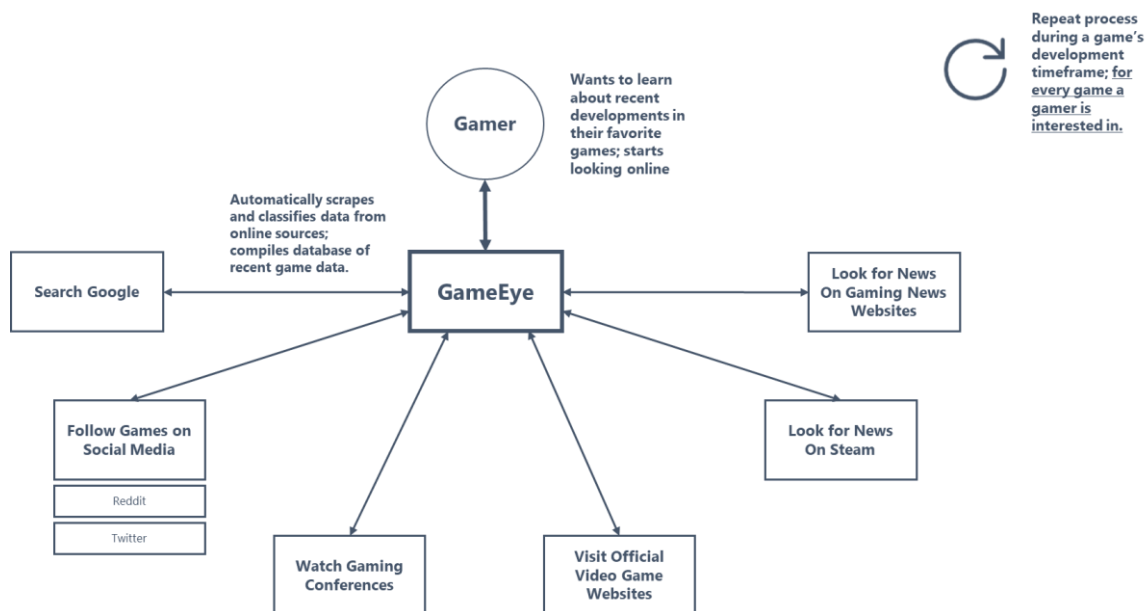 Repeat process
during a game's
development
timeframe; for
every game a
gamer is
interested in.
Gamer
Wants to learn
about recent
developments in
their favorite
games; starts
looking online
Automatically scrapes
and classifies data from
online sources;
compiles database of
recent game data.
Search Google
GameEye
Look for News
On Gaming News
Websites
Follow Games on
Social Media
Reddit
Twitter
Look for News
On Steam
Watch Gaming
Conferences
Visit Official
Video Game
Websites